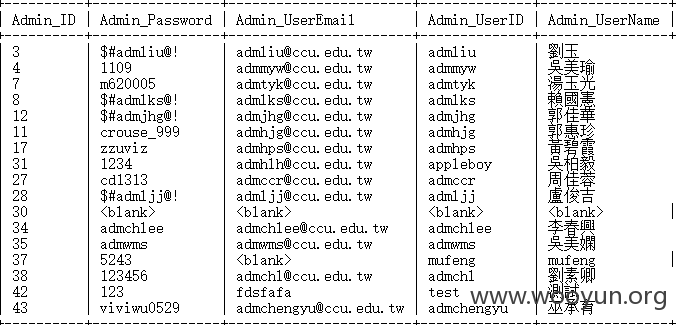 Admin_ID | Admin_Password | Admin_UserEmail | Admin_UserID | Admin_UserName
3 | $#admliu@! | admliu@ccu.edu.tw | admliu | 劉玉
4 | 1109 | admmyw@ccu.edu.tw | admmyw | 吳美瑜
7 | m620005 | admtyk@ccu.edu.tw | admtyk | 湯玉光
8 | $#admlks@! | admlks@ccu.edu.tw | admlks | 賴國憲
12 | $#admjhg@! | admjhg@ccu.edu.tw | admjhg | 郭佳華
11 | crouse_999 | admhjg@ccu.edu.tw | admhjg | 郭惠珍
17 | zzuviz | admhps@ccu.edu.tw | admhps | 黃碧霞
31 | 1234 | admhlh@ccu.edu.tw | appleboy | 吳柏毅
27 | cd1313 | admccr@ccu.edu.tw | admccr | 周佳蓉
28 | $#admljj@! | admljj@ccu.edu.tw | admljj | 盧俊吉
30 | <blank> | <blank> | <blank> | <blank>
34 | admchlee | admchlee@ccu.edu.tw | admchlee | 李春興
35 | admwms | admwms@ccu.edu.tw | admwms | 吳美嫻
37 | 5243 | <blank> | mufeng | mufeng
38 | 123456 | admchl@ccu.edu.tw | admchl | 劉素卿
42 | 123 | fdsfafa | test | 測試
43 | viviwu0529 | admchengyu@ccu.edu.tw | admchengyu | 巫承宥
www.wooyun.org